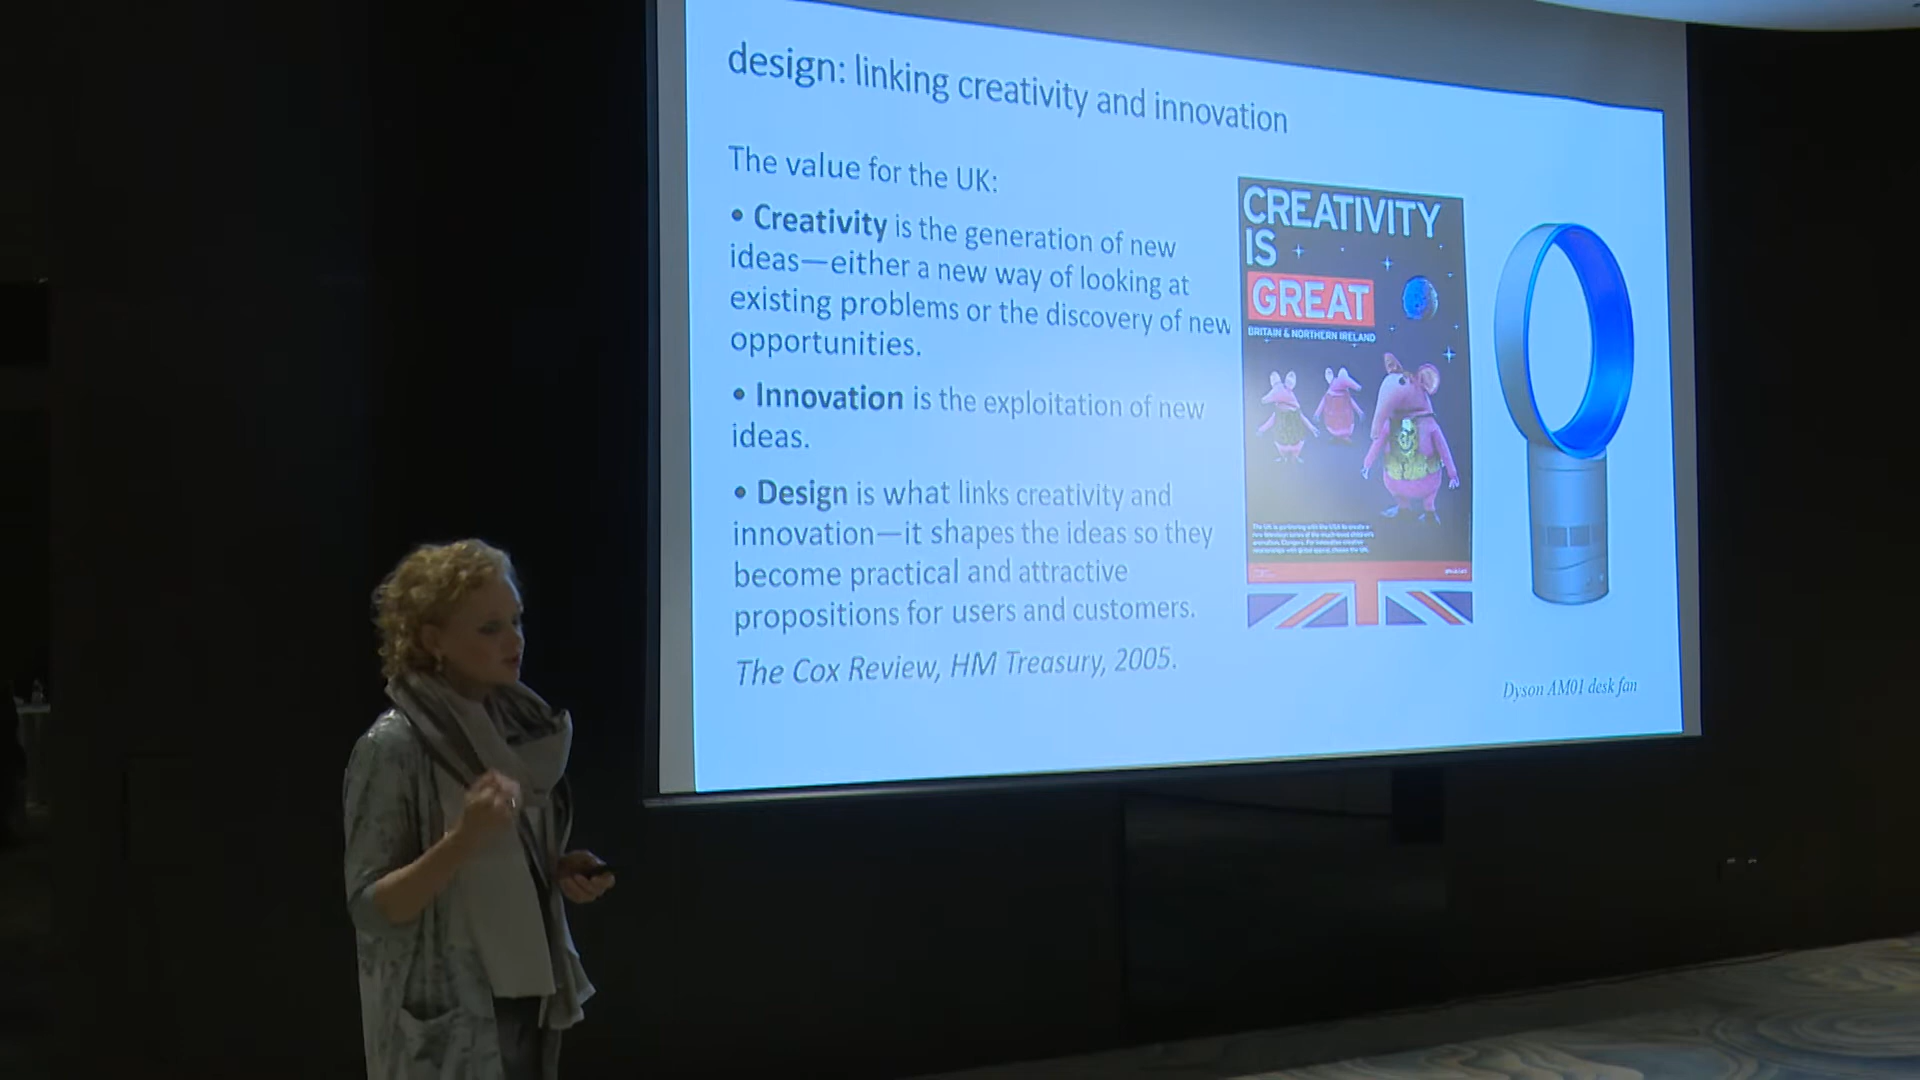 design: linking creativity and innovation
The value for the UK:
• Creativity is the generation of new
ideas—either a new way of looking at
existing problems or the discovery of new
opportunities.
• Innovation is the exploitation of new
ideas.
• Design is what links creativity and
innovation—it shapes the ideas so they
become practical and attractive
propositions for users and customers.
The Cox Review, HM Treasury, 2005.
CREATIVITY
IS
GREAT
BRITAIN & NORTHERN IRELAND
Dyson AM01 desk fan